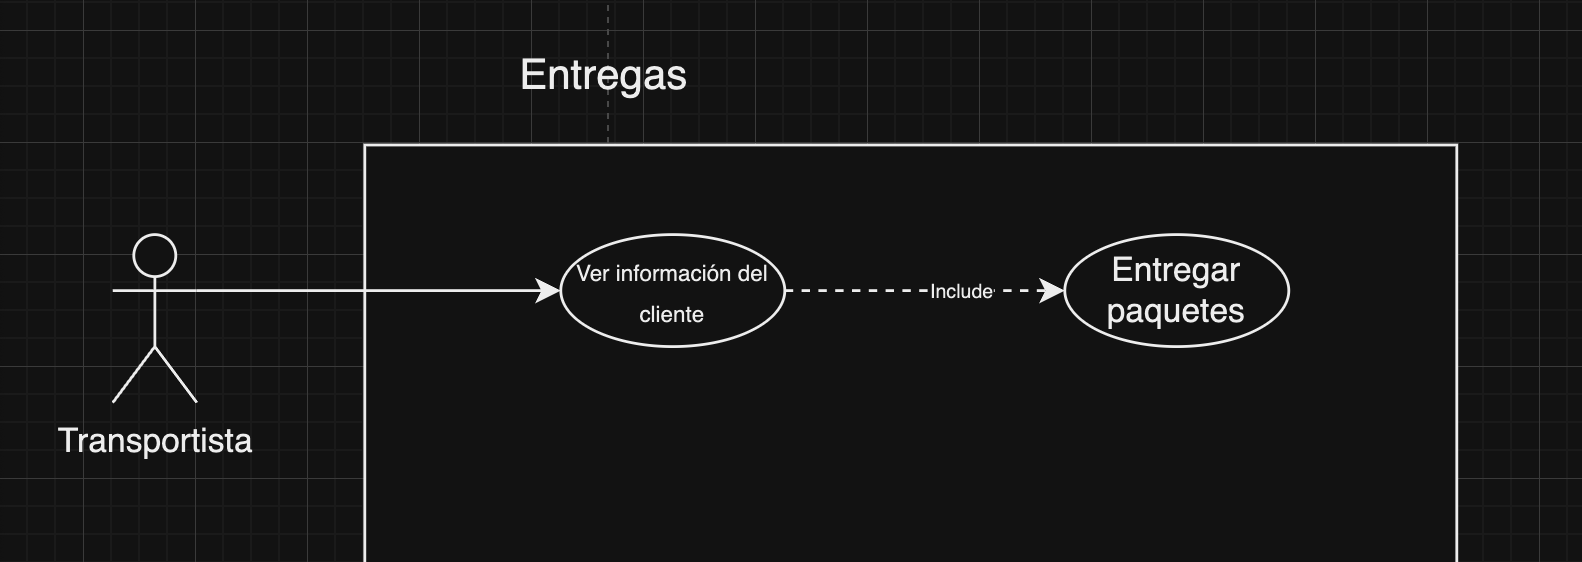 Entregas
Ver información del
cliente
Include
Entregar
paquetes
Transportista